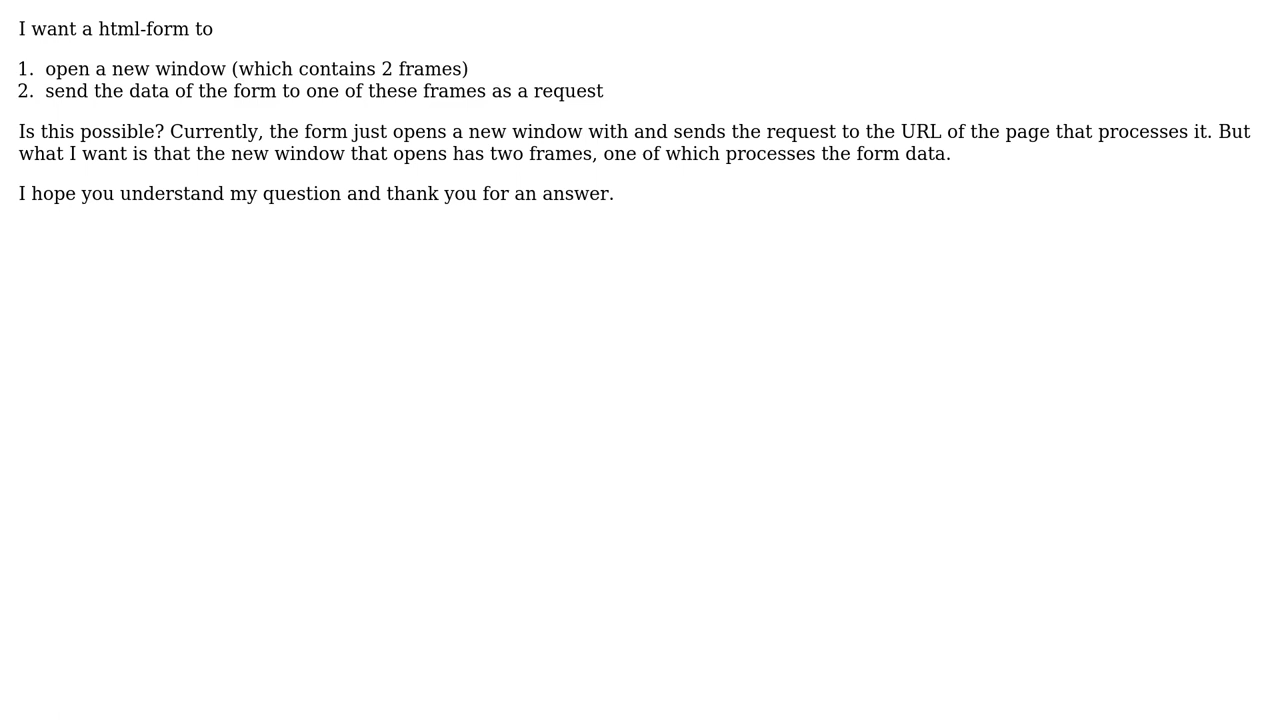 I want a html-form to
1. open a new window (which contains 2 frames)
2. send the data of the form to one of these frames as a request
Is this possible? Currently, the form just opens a new window with and sends the request to the URL of the page that processes it. But
what I want is that the new window that opens has two frames, one of which processes the form data.
I hope you understand my question and thank you for an answer.